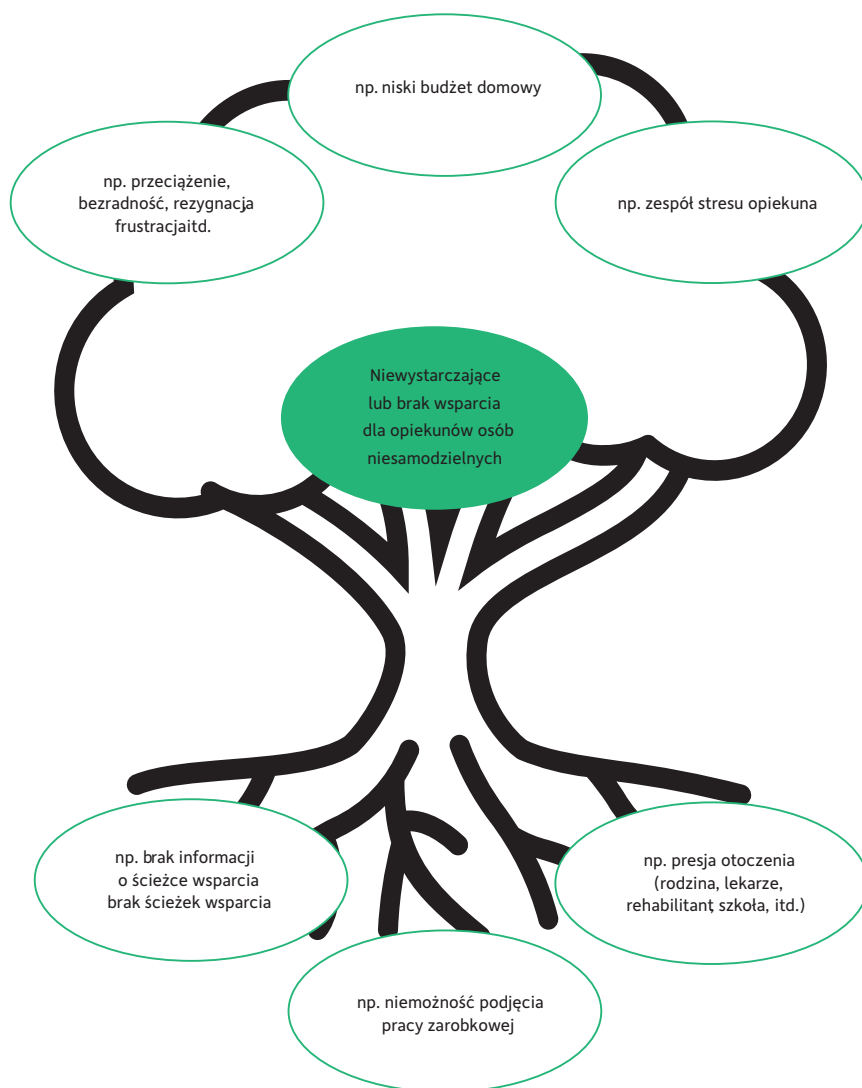 np. niski budżet domowy
np. przeciążenie,
bezradność, rezygnacja
frustracjaitd.
np. zespół stresu opiekuna
Niewystarczające
lub brak wsparcia
dla opiekunów osób
niesamodzielnych
np. brak informacji
o ścieżce wsparcia
brak ścieżek wsparcia
np. presja otoczenia
(rodzina, lekarze,
rehabilitant, szkoła, itd.)
np. niemożność podjęcia
pracy zarobkowej